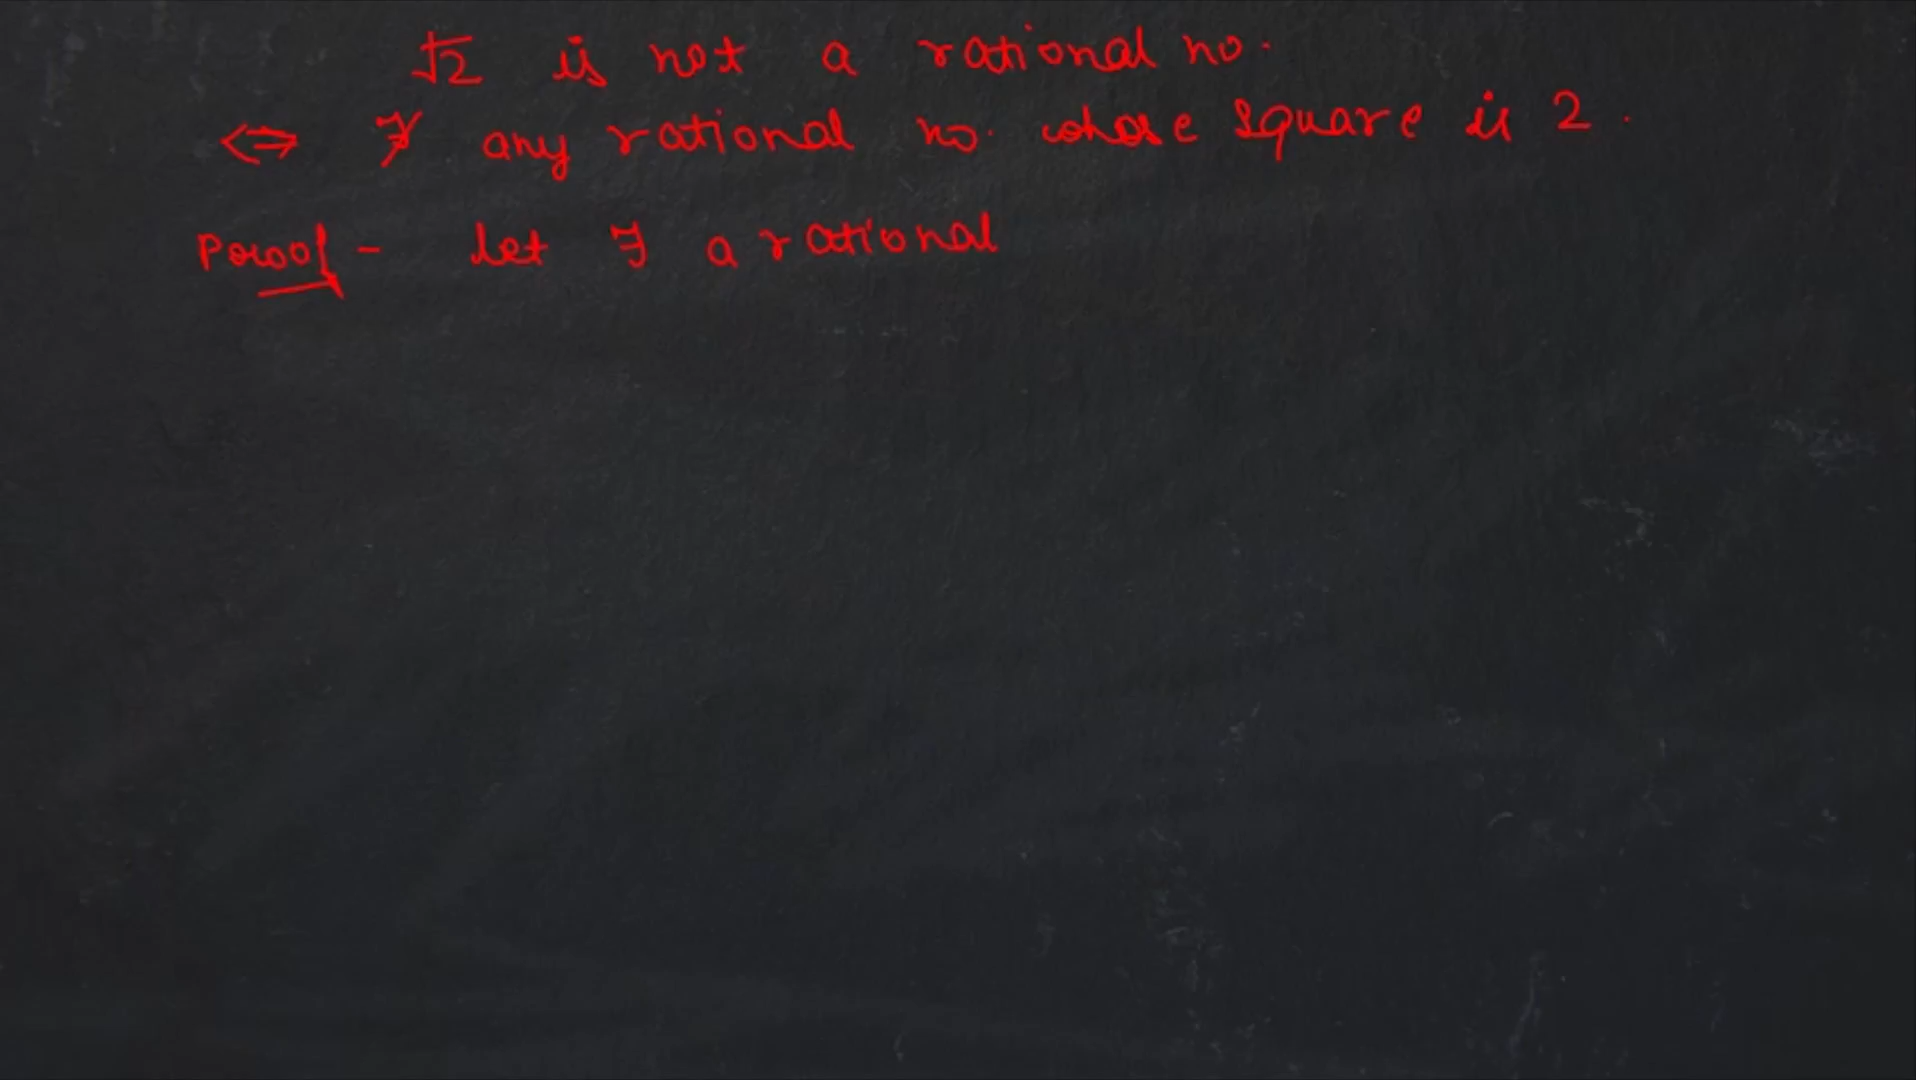 √2 is not a rational no.
⇔ ∄ any rational no. whose square is 2.
Proof - Let ∃ a rational